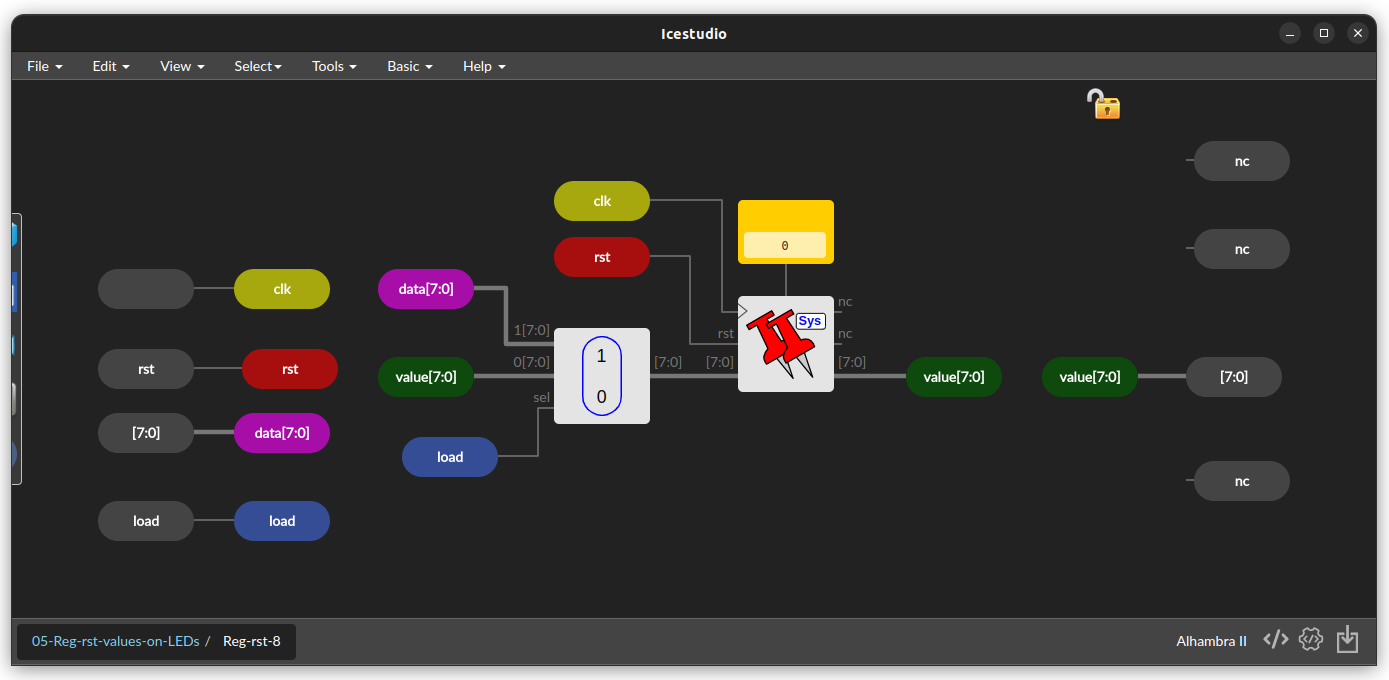 Icestudio
File Edit View Select Tools Basic Help
nc
clk
rst
0
nc
clk
data[7:0]
1[7:0]
0[7:0]
sel
1
0
[7:0]
rst
[7:0]
Sys
nc
nc
[7:0]
rst
rst
value[7:0]
value[7:0]
value[7:0]
[7:0]
[7:0]
data[7:0]
load
nc
load
load
05-Reg-rst-values-on-LEDs / Reg-rst-8
Alhambra II